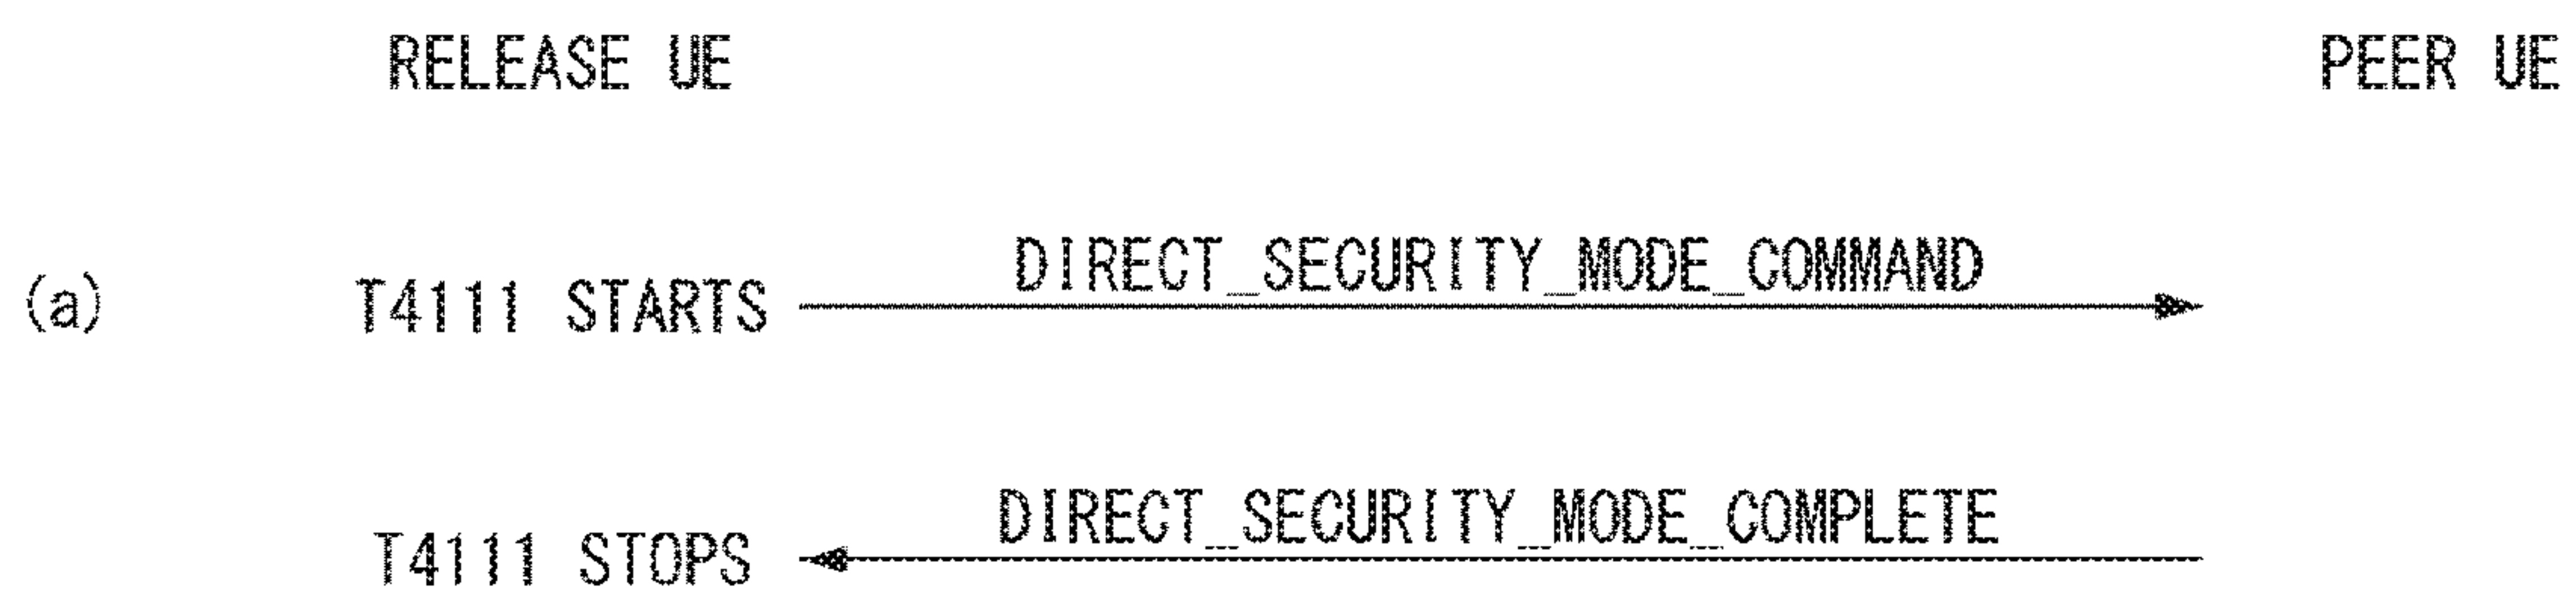 RELEASE UE PEER UE
DIRECT_SECURITY_MODE_COMMAND
(a) T4111 STARTS
DIRECT_SECURITY_MODE_COMPLETE
T4111 STOPS